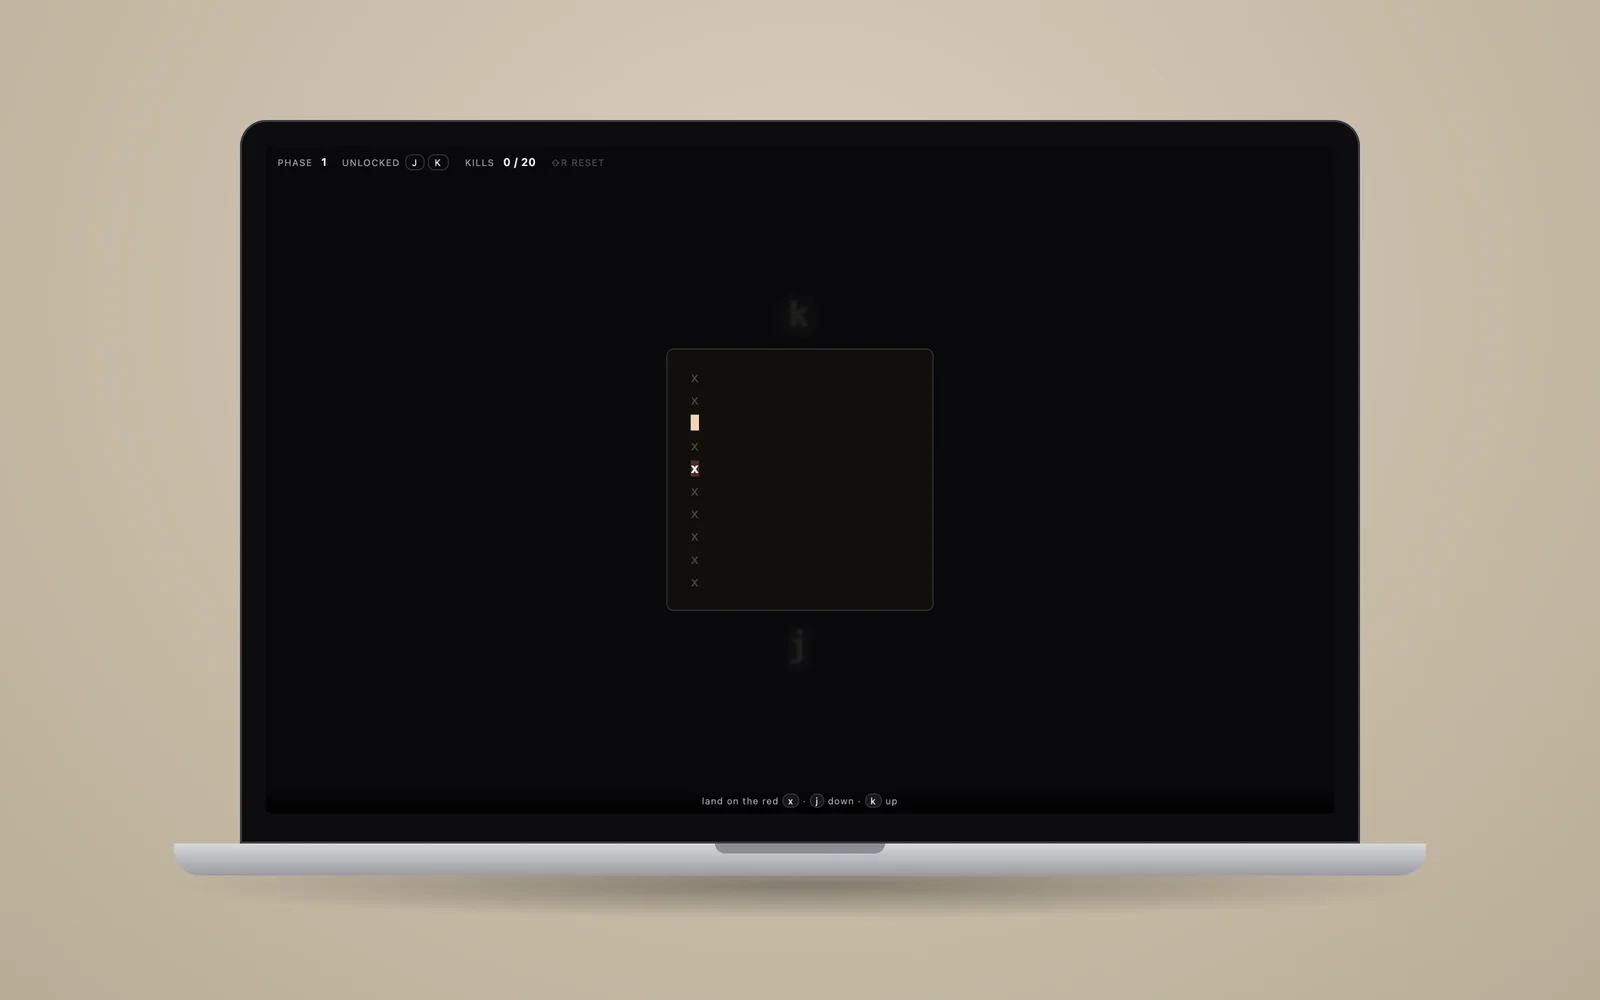 PHASE 1 UNLOCKED J K KILLS 0 / 20 ⇧R RESET
k
x
x
x
x
x
x
x
x
x
j
land on the red x · j down · k up